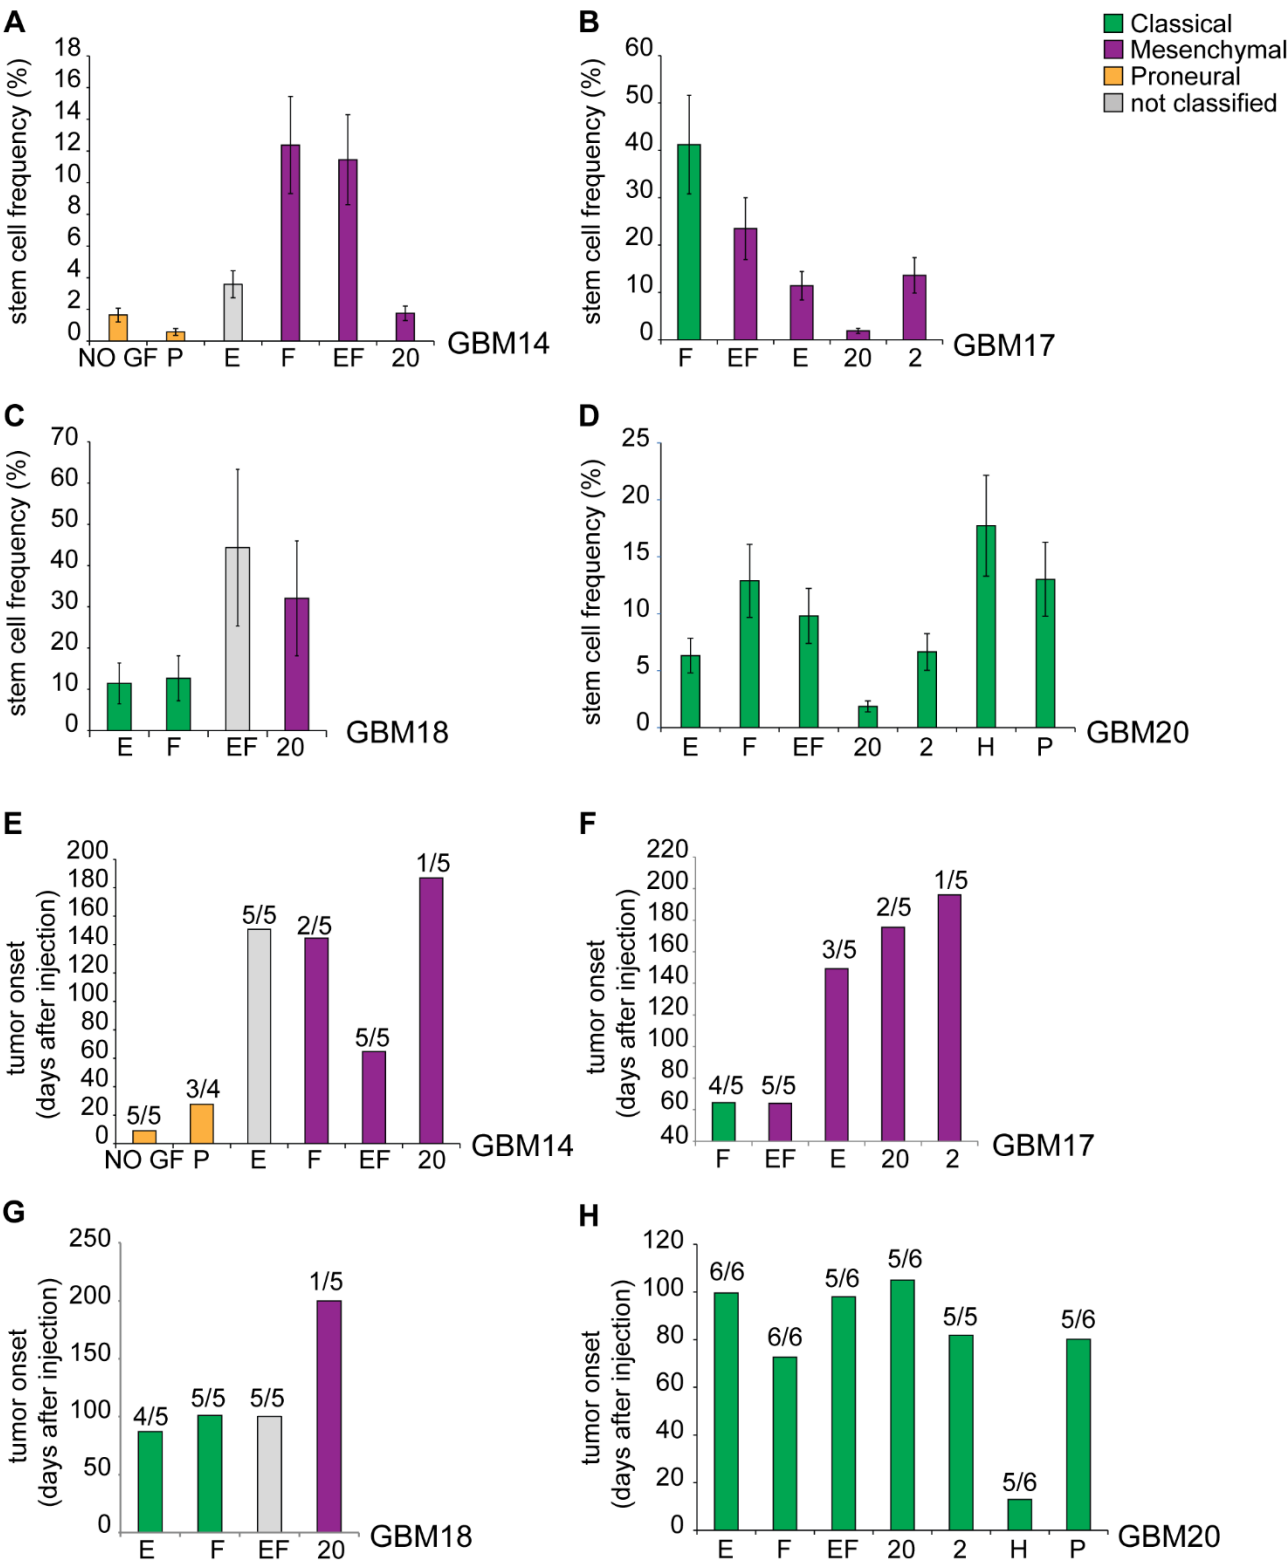 A
stem cell frequency (%)
18
16
14
12
10
8
6
4
2
0
NO GF P E F EF 20
GBM14
B
stem cell frequency (%)
60
50
40
30
20
10
0
F EF E 20 2
GBM17
Classical
Mesenchymal
Proneural
not classified
C
stem cell frequency (%)
70
60
50
40
30
20
10
0
E F EF 20
GBM18
D
stem cell frequency (%)
25
20
15
10
5
0
E F EF 20 2 H P
GBM20
E
tumor onset
(days after injection)
200
180
160
140
120
100
80
60
40
20
0
5/5 3/4 5/5 2/5 5/5 1/5
NO GF P E F EF 20
GBM14
F
tumor onset
(days after injection)
220
200
180
160
140
120
100
80
60
40
4/5 5/5 3/5 2/5 1/5
F EF E 20 2
GBM17
G
tumor onset
(days after injection)
250
200
150
100
50
0
4/5 5/5 5/5 1/5
E F EF 20
GBM18
H
tumor onset
(days after injection)
120
100
80
60
40
20
0
6/6 6/6 5/6 5/6 5/5 5/6 5/6
E F EF 20 2 H P
GBM20